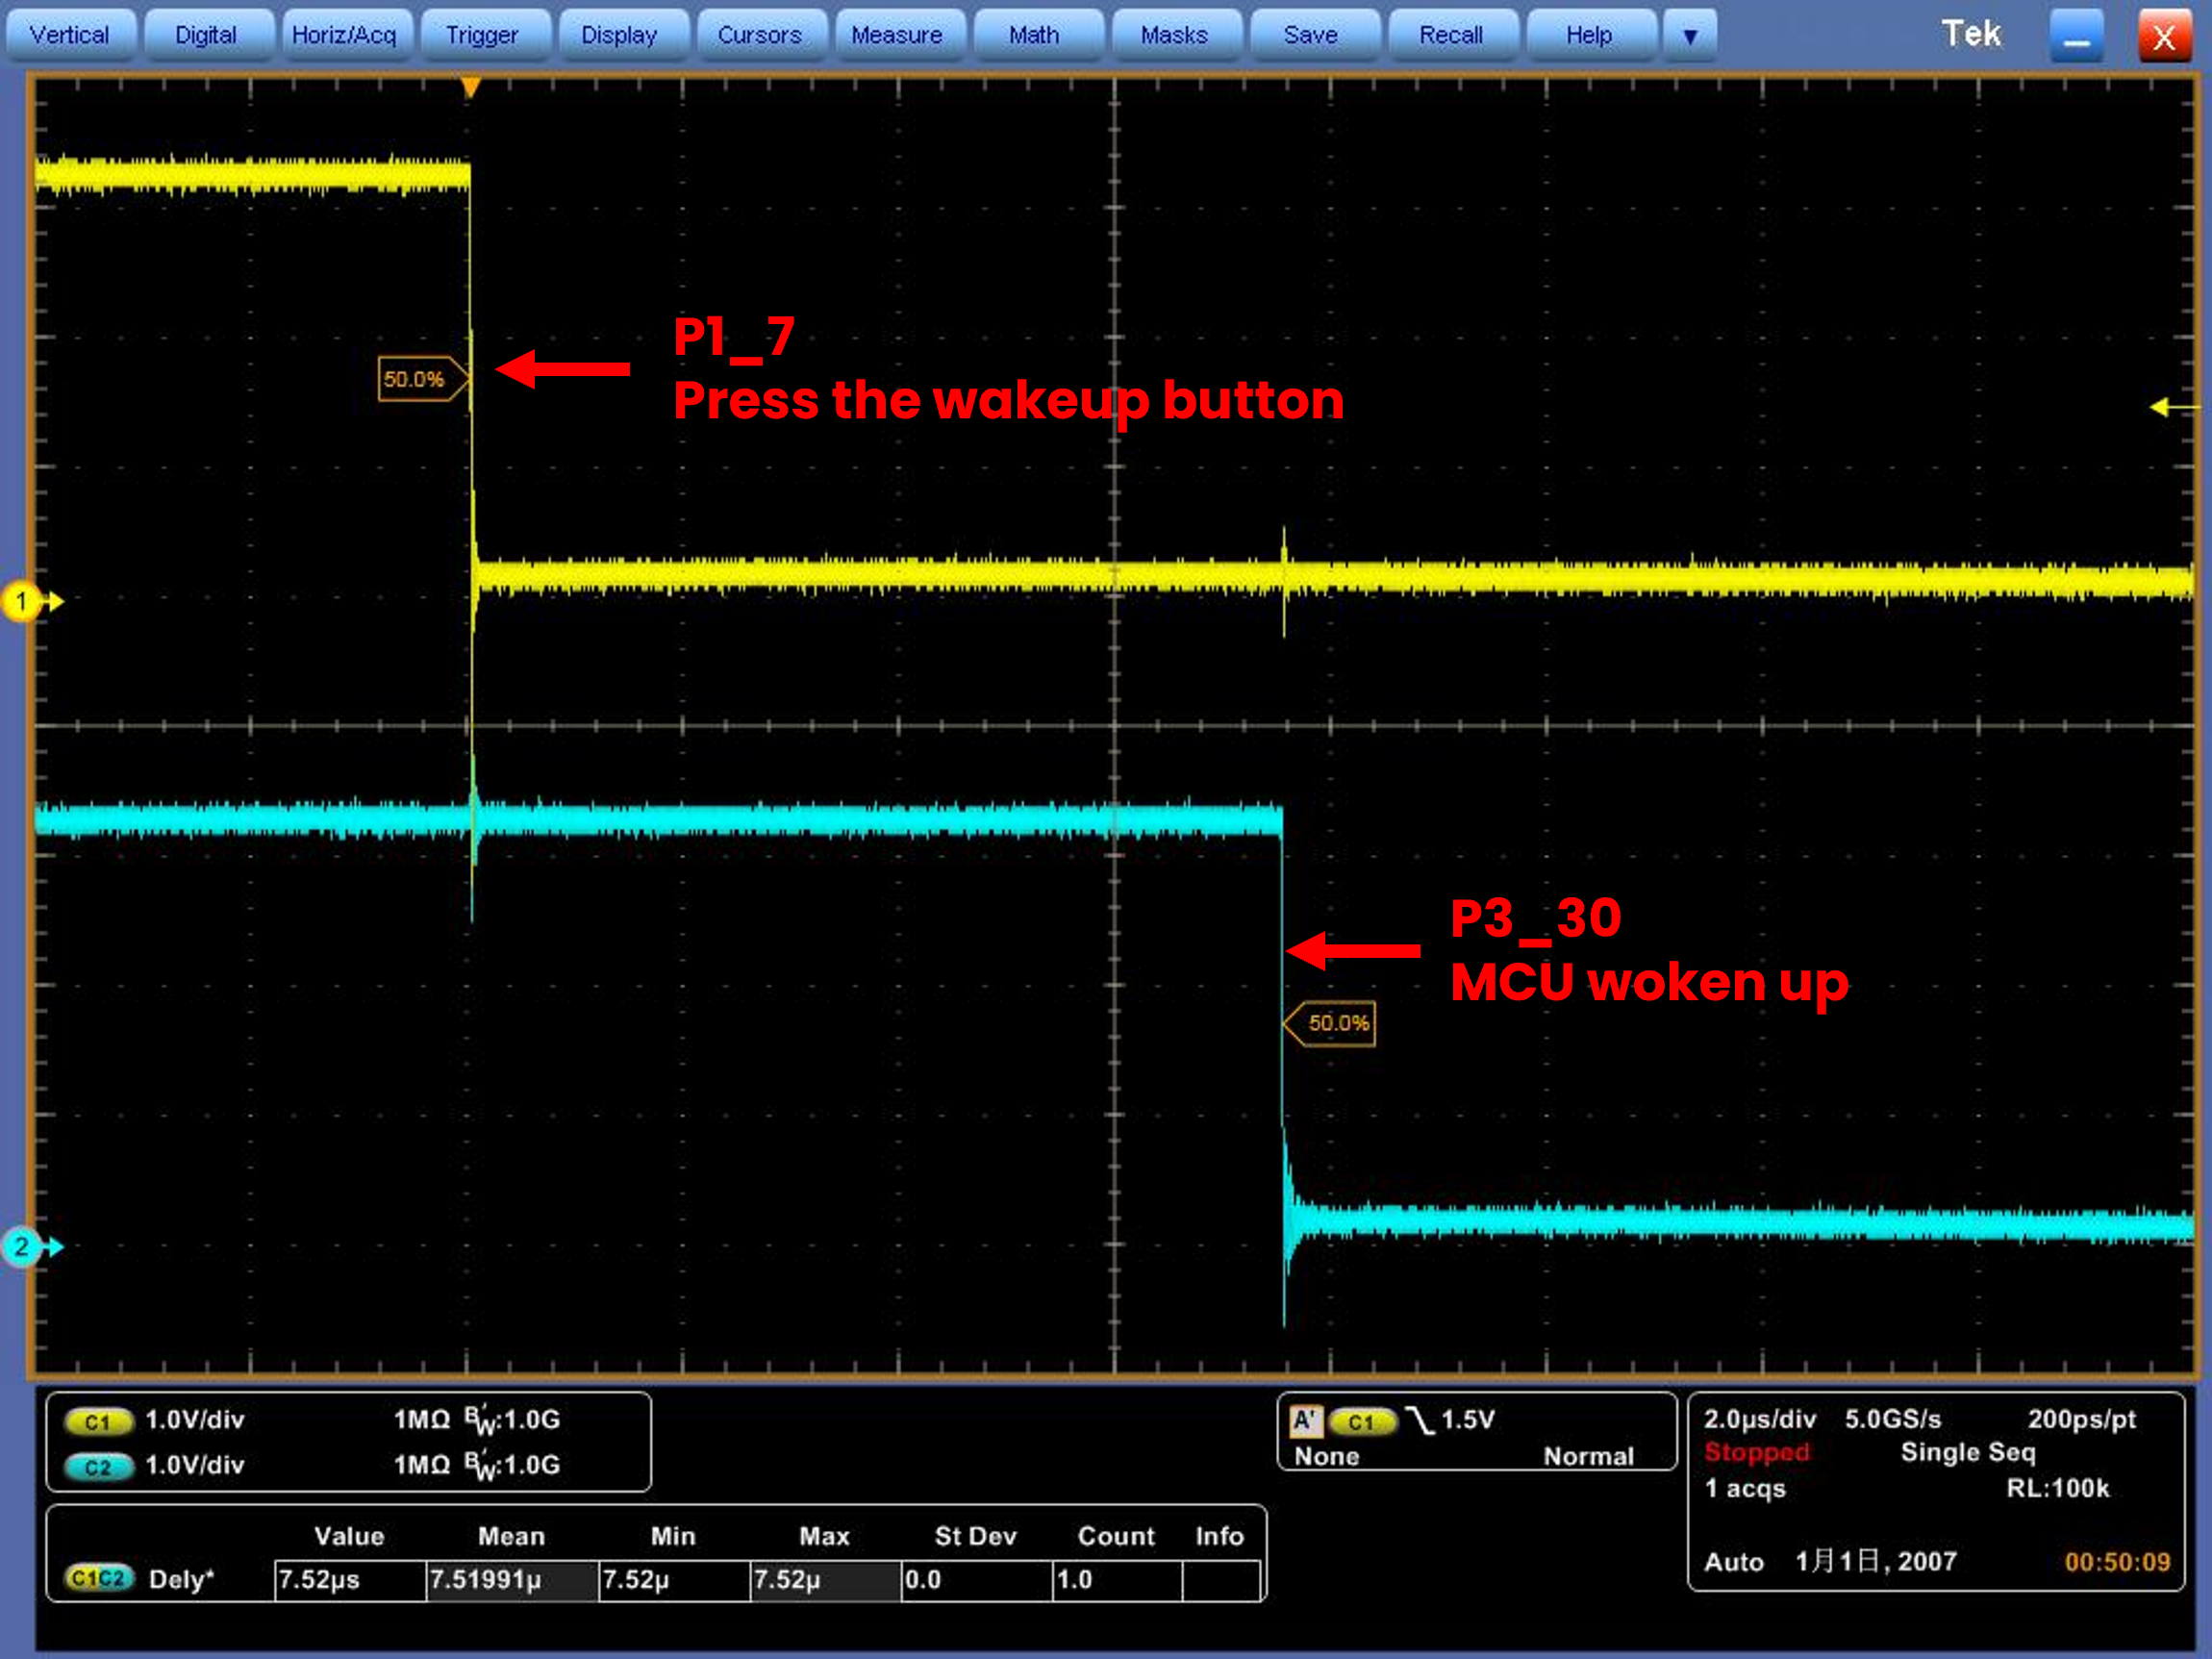 Vertical Digital Horiz/Acq Trigger Display Cursors Measure Math Masks Save Recall Help ▼ Tek X
P1_7
50.0%
Press the wakeup button
1
P3_30
MCU woken up
50.0%
2
C1 1.0V/div 1MΩ BW:1.0G
C2 1.0V/div 1MΩ BW:1.0G
A' C1 1.5V
None Normal
2.0µs/div 5.0GS/s 200ps/pt
Stopped Single Seq
1 acqs RL:100k
Auto 1月1日, 2007 00:50:09
Value Mean Min Max St Dev Count Info
C1C2 Dely* 7.52µs 7.51991µ 7.52µ 7.52µ 0.0 1.0